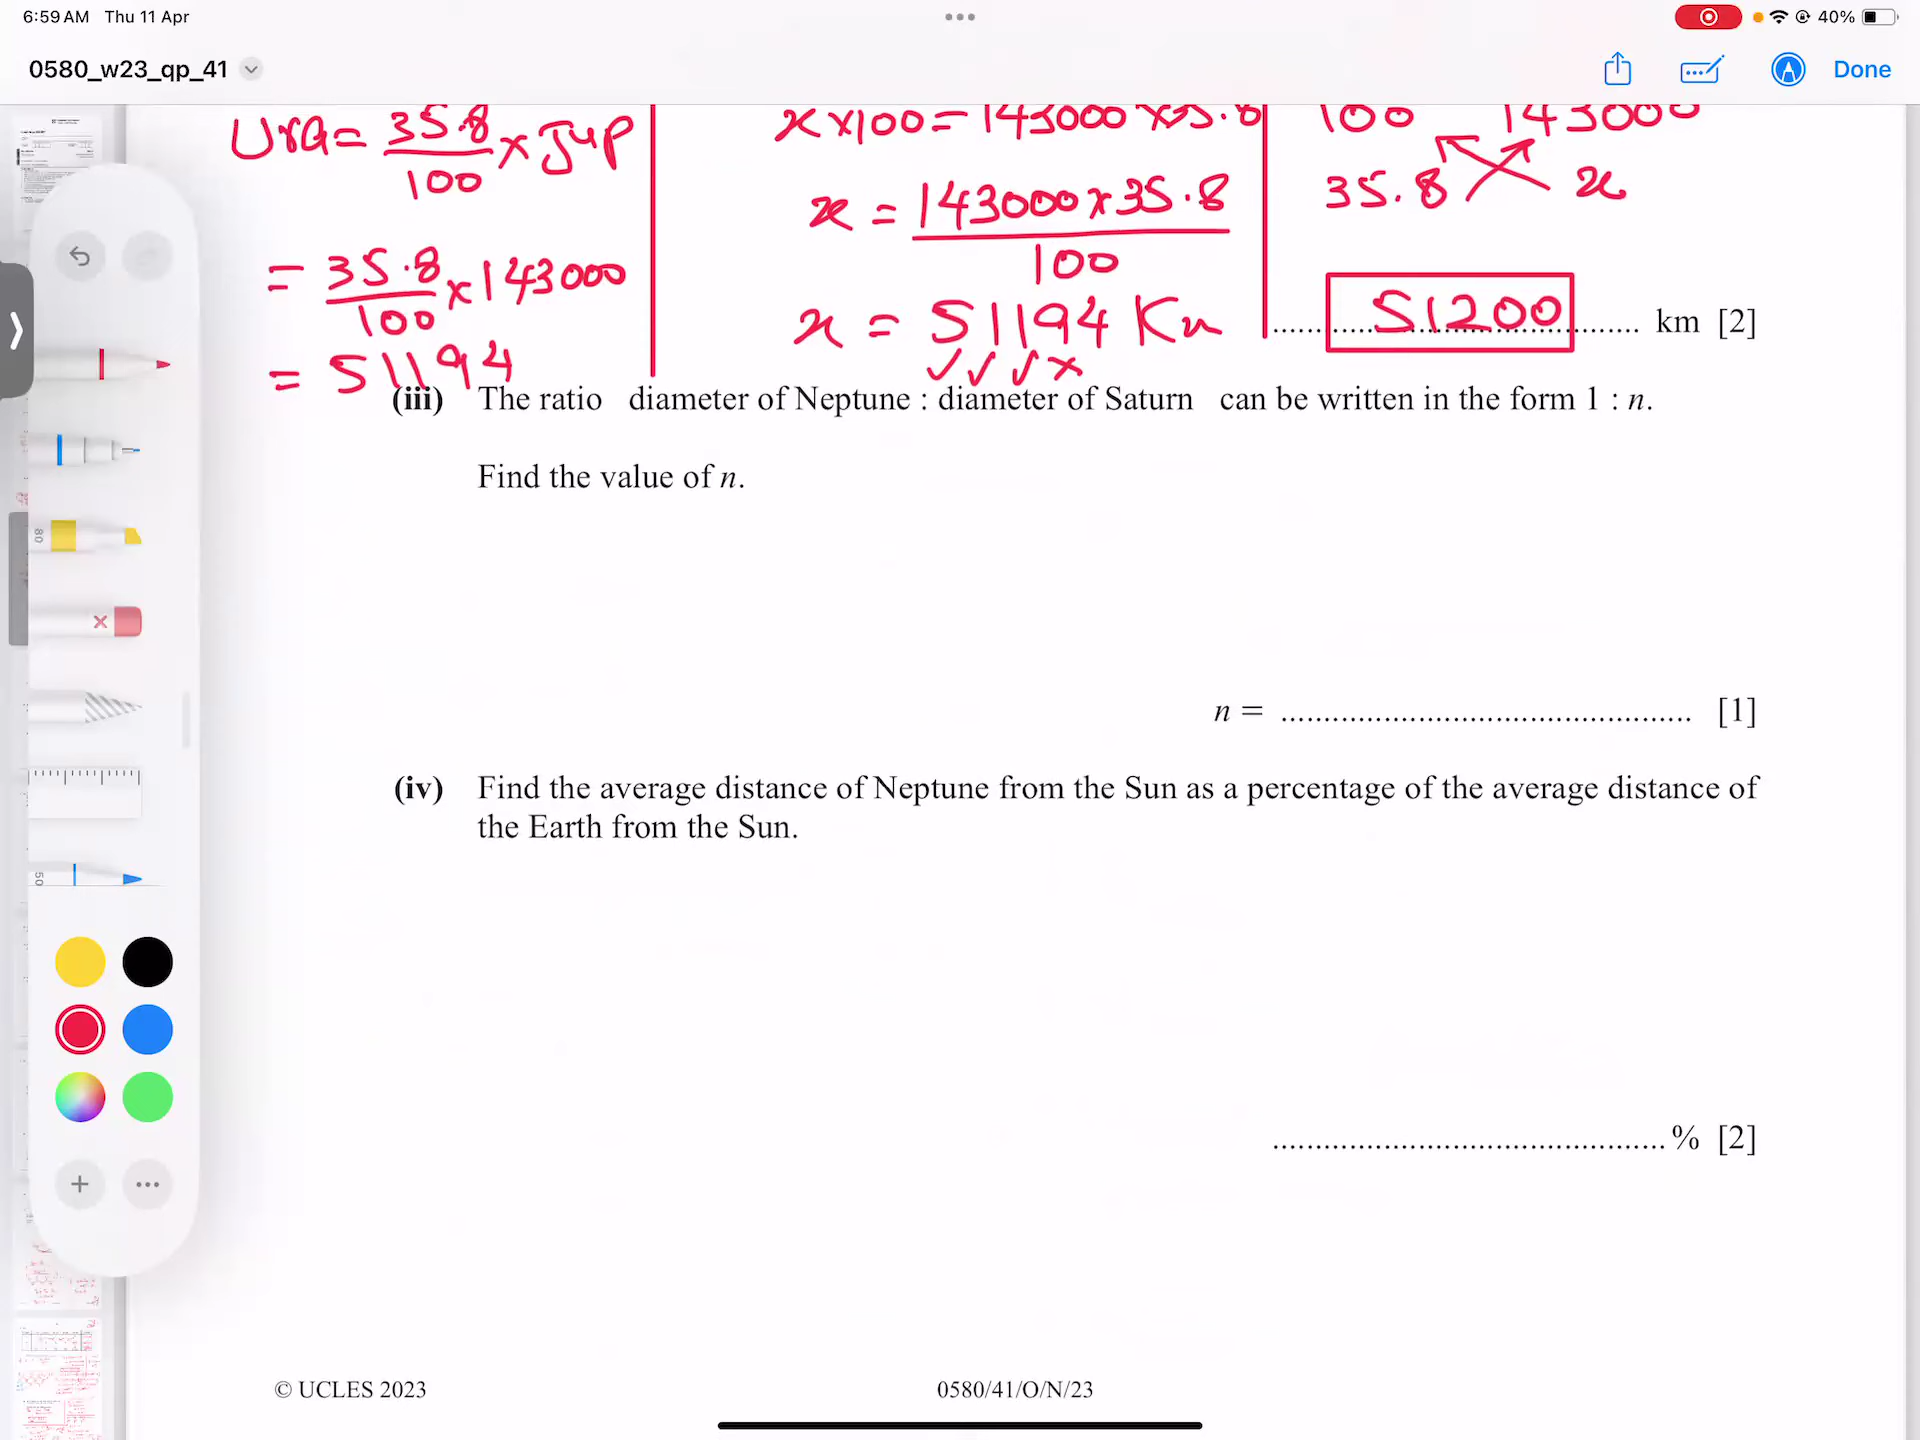 6:59 AM Thu 11 Apr
40%
0580_w23_qp_41
Done
Ura = 35.8/100 × Jup
= 35.8/100 × 143000
= 51194
x × 100 = 143000 × 35.8
x = 143000 × 35.8 / 100
x = 51194 Km
✓ ✓ ✓ ×
100 143000
35.8 x
51200 km [2]
(iii) The ratio diameter of Neptune : diameter of Saturn can be written in the form 1 : n.
Find the value of n.
n = ................................................ [1]
(iv) Find the average distance of Neptune from the Sun as a percentage of the average distance of
the Earth from the Sun.
.............................................. % [2]
80
50
© UCLES 2023
0580/41/O/N/23